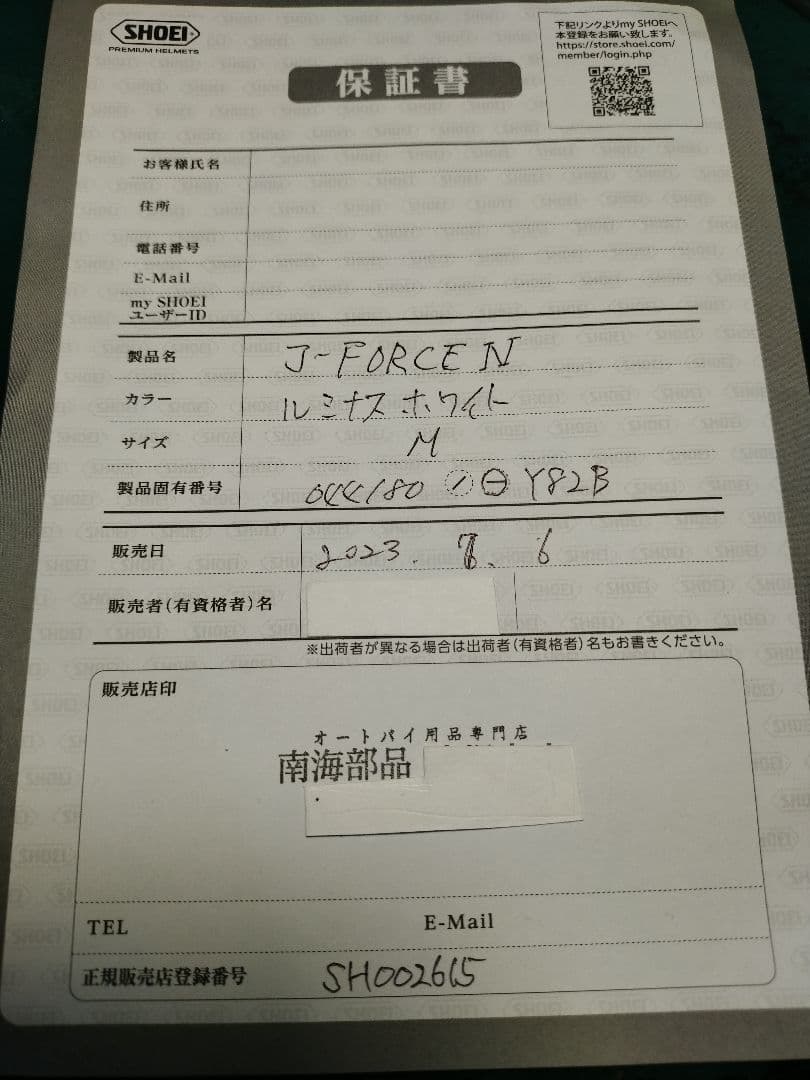 SHOEI
PREMIUM HELMETS
下記リンクよりmy SHOEIへ
本登録をお願い致します。
https://store.shoei.com/
member/login.php
保証書
お客様氏名
住所
電話番号
E-Mail
my SHOEI
ユーザーID
製品名 J-FORCE IV
カラー ルミナスホワイト
サイズ M
製品固有番号 044180 Y82B
販売日 2023. 7. 6
販売者(有資格者)名
※出荷者が異なる場合は出荷者(有資格者)名もお書きください。
販売店印
オートバイ用品専門店
南海部品
TEL E-Mail
正規販売店登録番号 SH002615